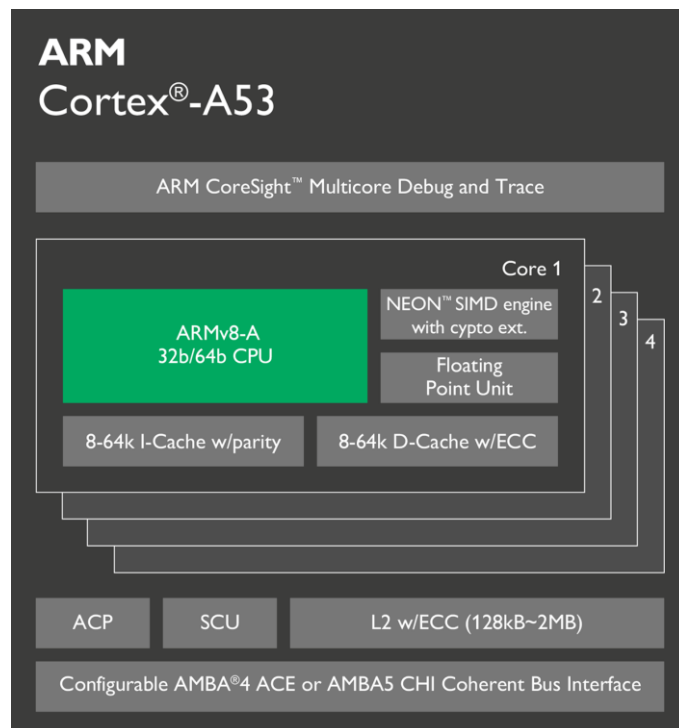 ARM
Cortex®-A53
ARM CoreSight™ Multicore Debug and Trace
Core 1
2
3
4
ARMv8-A
32b/64b CPU
NEON™ SIMD engine
with cypto ext.
Floating
Point Unit
8-64k I-Cache w/parity
8-64k D-Cache w/ECC
ACP
SCU
L2 w/ECC (128kB~2MB)
Configurable AMBA®4 ACE or AMBA5 CHI Coherent Bus Interface